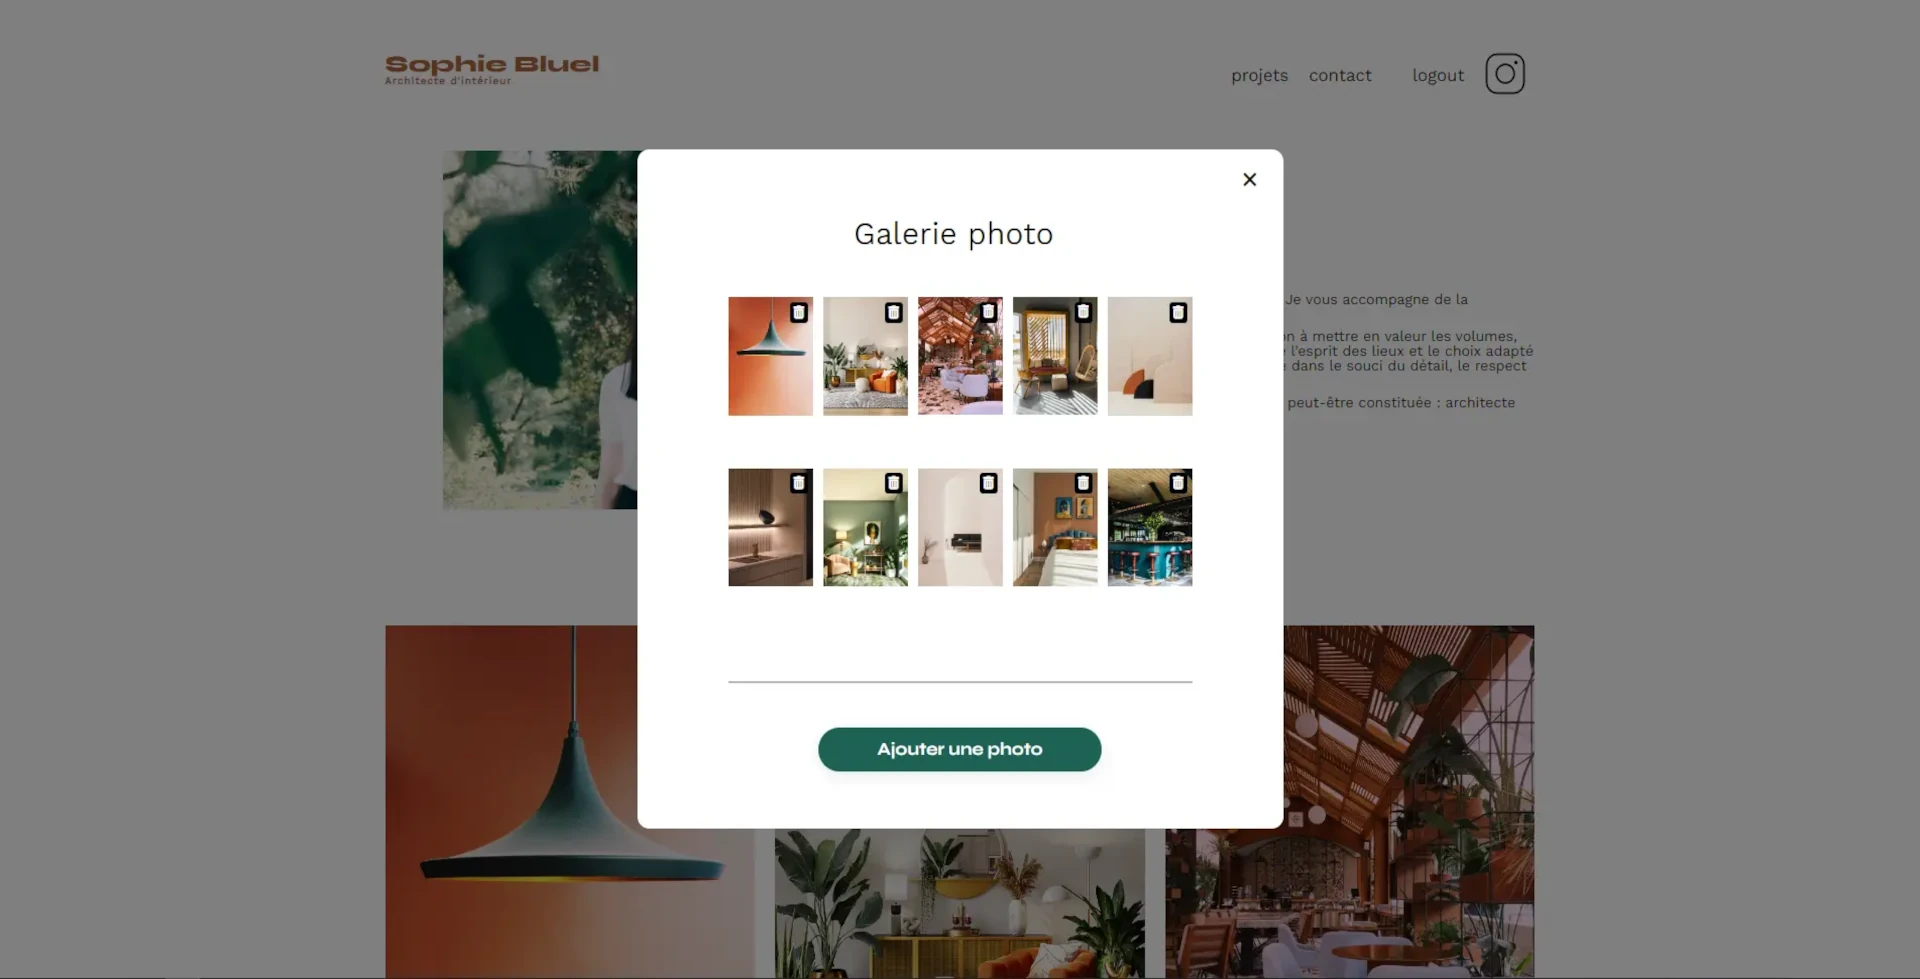 Sophie Bluel
Architecte d'intérieur
projets contact logout
Galerie photo
Je vous accompagne de la
à mettre en valeur les volumes,
l'esprit des lieux et le choix adapté
dans le souci du détail, le respect
peut-être constituée : architecte
Ajouter une photo